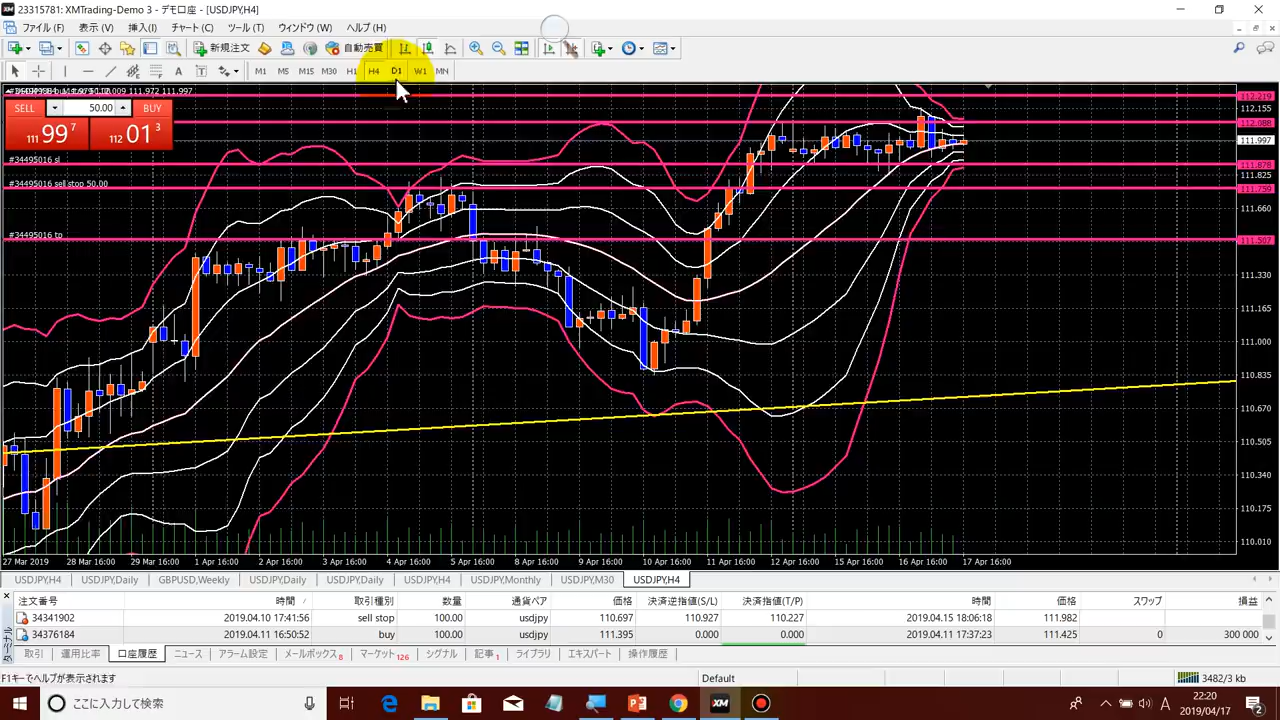 23315781: XMTrading-Demo 3 - デモ口座 - [USDJPY,H4]
ファイル (F) 表示 (V) 挿入(I) チャート (C) ツール (T) ウィンドウ (W) ヘルプ (H)
新規注文 自動売買
M1 M5 M15 M30 H1 H4 D1 W1 MN
SELL 50.00 BUY
111 99 7 112 01 3
#34495016 sl
#34495016 sell stop 50.00
#34495016 tp
112.219
112.155
112.088
111.997
111.878
111.825
111.759
111.660
111.507
111.330
111.165
111.000
110.835
110.670
110.505
110.340
110.175
110.010
27 Mar 2019 28 Mar 16:00 29 Mar 16:00 1 Apr 16:00 2 Apr 16:00 3 Apr 16:00 4 Apr 16:00 5 Apr 16:00 8 Apr 16:00 9 Apr 16:00 10 Apr 16:00 11 Apr 16:00 12 Apr 16:00 15 Apr 16:00 16 Apr 16:00 17 Apr 16:00
USDJPY,H4 USDJPY,Daily GBPUSD,Weekly USDJPY,Daily USDJPY,Daily USDJPY,H4 USDJPY,Monthly USDJPY,M30 USDJPY,H4
注文番号 時間 取引種別 数量 通貨ペア 価格 決済逆指値(S/L) 決済指値(T/P) 時間 価格 スワップ 損益
34341902 2019.04.10 17:41:56 sell stop 100.00 usdjpy 110.697 110.927 110.227 2019.04.15 18:06:18 111.982
34376184 2019.04.11 16:50:52 buy 100.00 usdjpy 111.395 0.000 0.000 2019.04.11 17:37:23 111.425 0 300 000
ターミナル
取引 運用比率 口座履歴 ニュース アラーム設定 メールボックス 8 マーケット 126 シグナル 記事 1 ライブラリ エキスパート 操作履歴
F1キーでヘルプが表示されます Default 3482/3 kb
ここに入力して検索
A 22:20
2019/04/17
2